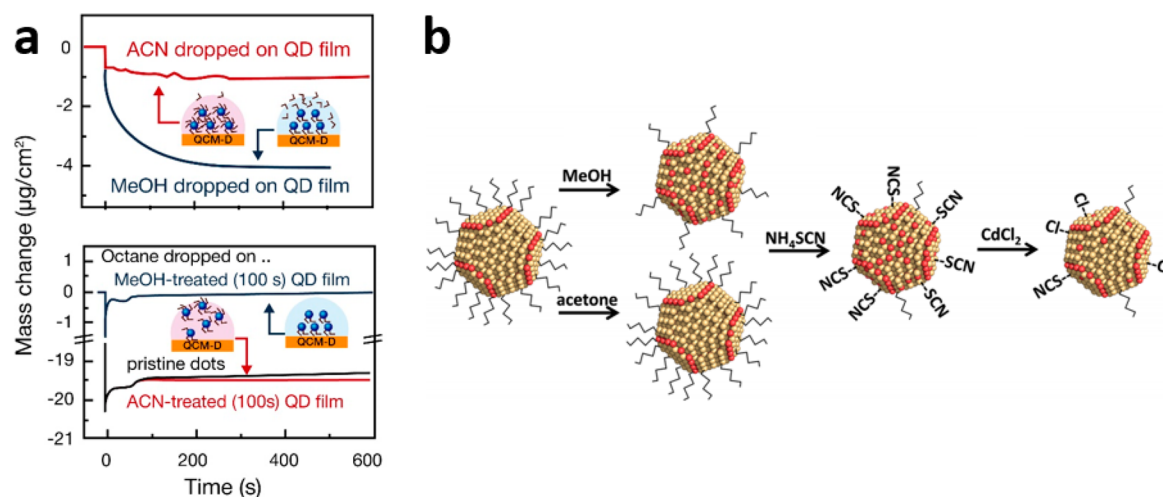 a
Mass change (µg/cm²)
0
-2
-4
ACN dropped on QD film
QCM-D
QCM-D
MeOH dropped on QD film
1
0
-1
-19
-20
-21
Octane dropped on ..
MeOH-treated (100 s) QD film
QCM-D
QCM-D
pristine dots
ACN-treated (100s) QD film
0
200
400
600
Time (s)
b
MeOH
acetone
NH₄SCN
NCS
NCS
SCN
SCN
NCS
NCS
SCN
CdCl₂
Cl
Cl
NCS